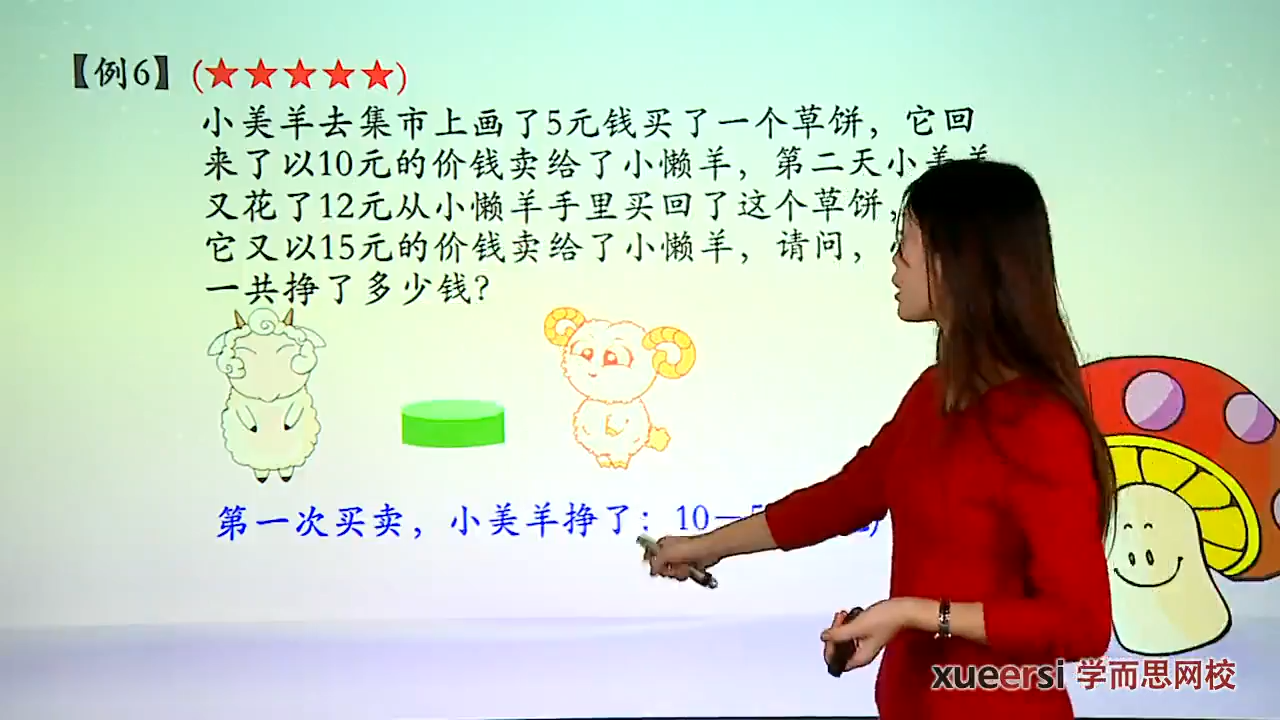 【例6】(★★★★★)
小美羊去集市上画了5元钱买了一个草饼，它回
来了以10元的价钱卖给了小懒羊，第二天小美羊
又花了12元从小懒羊手里买回了这个草饼，
它又以15元的价钱卖给了小懒羊，请问，
一共挣了多少钱？
第一次买卖，小美羊挣了：10－5
xueersi 学而思网校